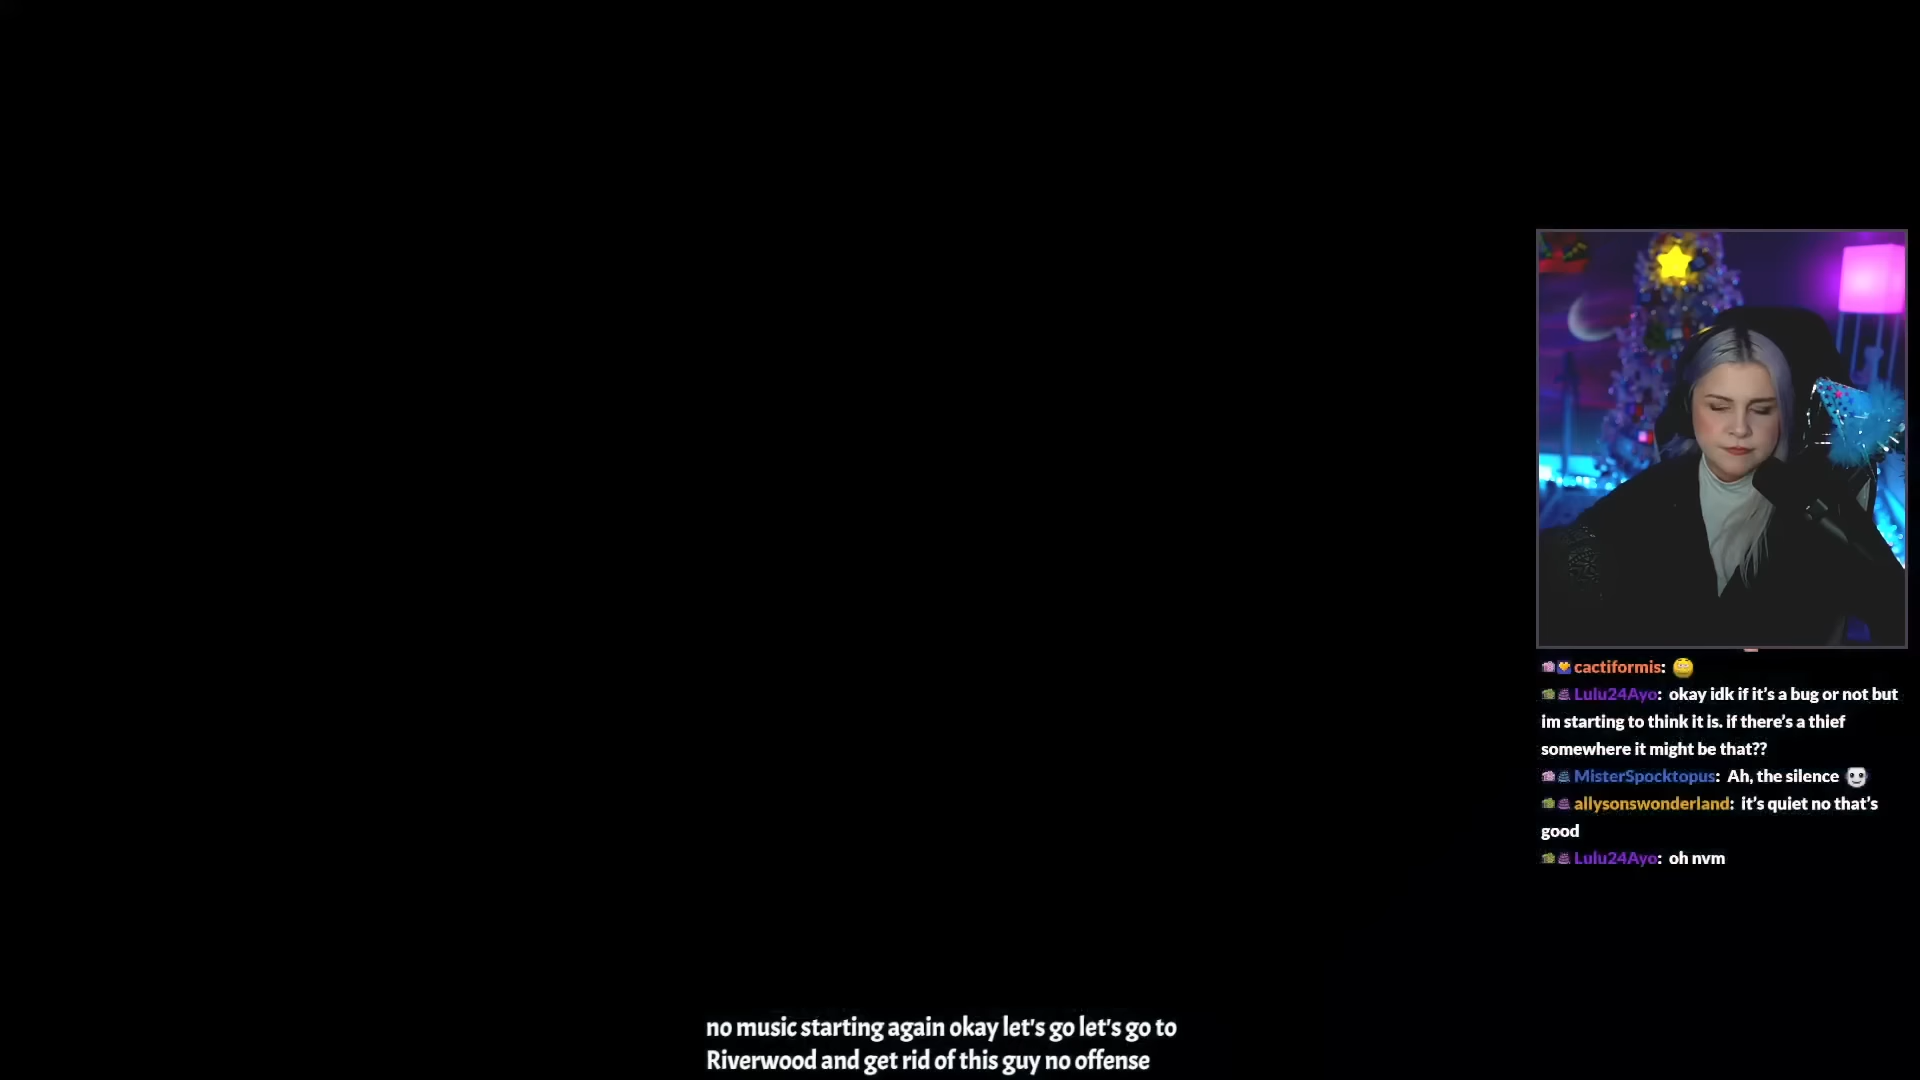 cactiformis:
Lulu24Ayo: okay idk if it's a bug or not but
im starting to think it is. if there's a thief
somewhere it might be that??
MisterSpocktopus: Ah, the silence
allysonswonderland: it's quiet no that's
good
Lulu24Ayo: oh nvm
no music starting again okay let's go let's go to
Riverwood and get rid of this guy no offense